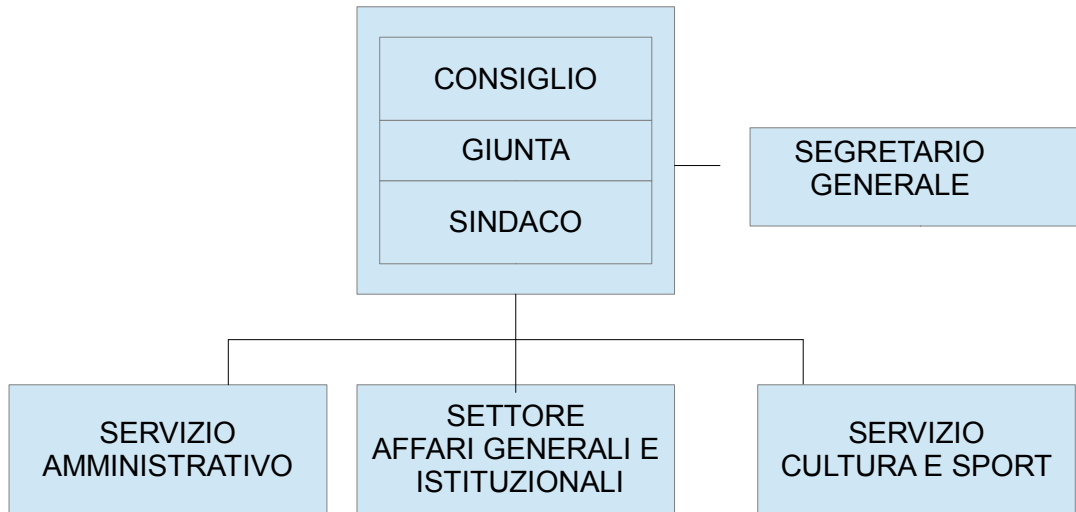 CONSIGLIO
GIUNTA
SINDACO
SEGRETARIO
GENERALE
SERVIZIO
AMMINISTRATIVO
SETTORE
AFFARI GENERALI E
ISTITUZIONALI
SERVIZIO
CULTURA E SPORT